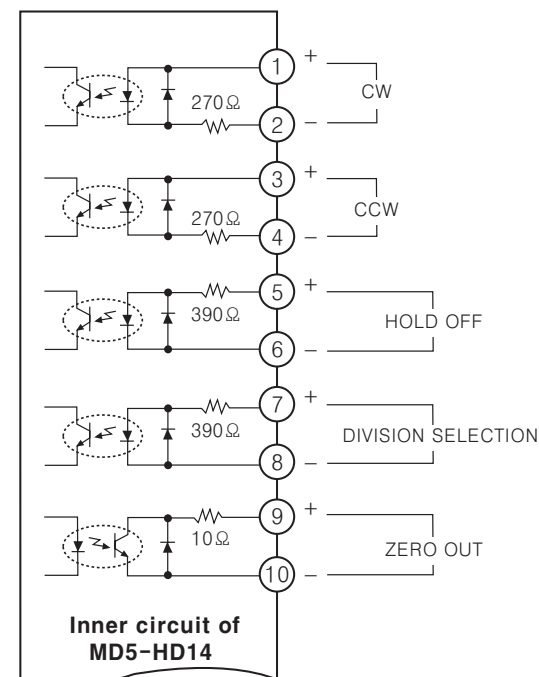 1 + CW
270Ω
2 −
3 + CCW
270Ω
4 −
5 +
390Ω
HOLD OFF
6 −
7 +
390Ω
DIVISION SELECTION
8 −
9 +
10Ω
ZERO OUT
10 −
Inner circuit of
MD5-HD14